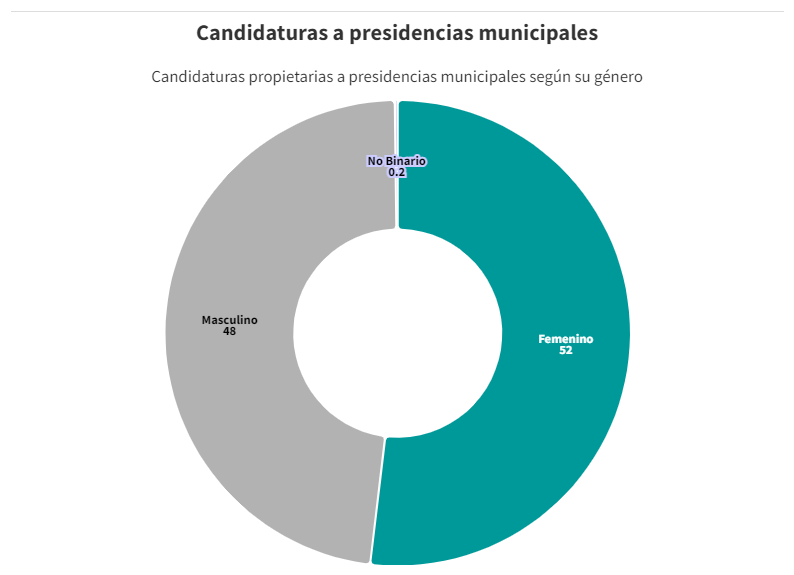 Candidaturas a presidencias municipales
Candidaturas propietarias a presidencias municipales según su género
No Binario
0.2
Masculino
48
Femenino
52